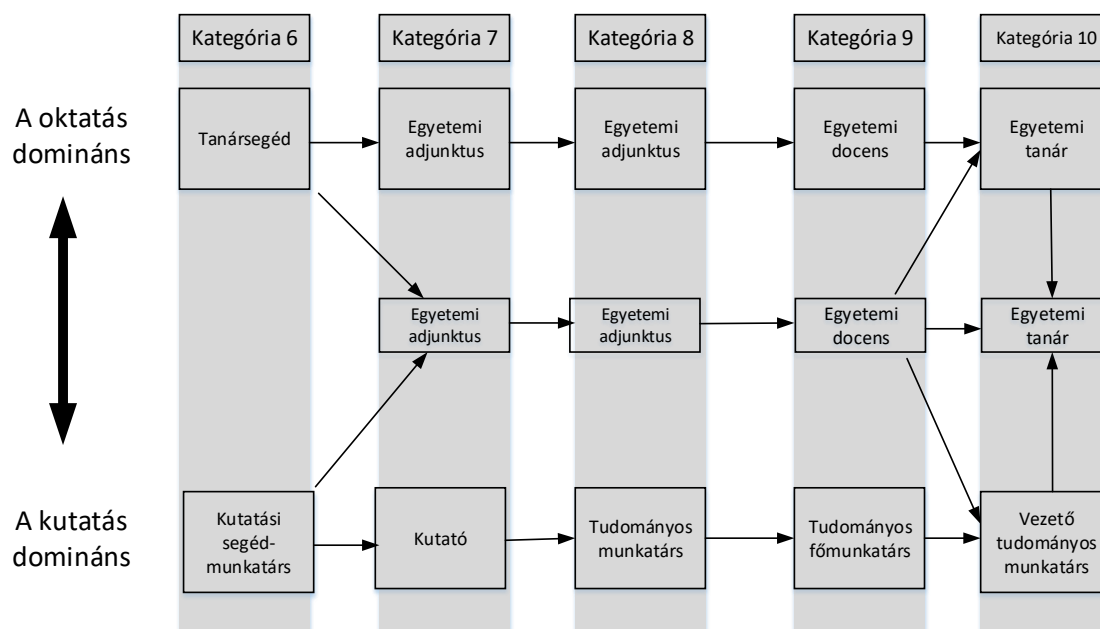 Kategória 6
Kategória 7
Kategória 8
Kategória 9
Kategória 10
A oktatás
domináns
Tanársegéd
Egyetemi
adjunktus
Egyetemi
adjunktus
Egyetemi
docens
Egyetemi
tanár
Egyetemi
adjunktus
Egyetemi
adjunktus
Egyetemi
docens
Egyetemi
tanár
A kutatás
domináns
Kutatási
segéd-
munkatárs
Kutató
Tudományos
munkatárs
Tudományos
főmunkatárs
Vezető
tudományos
munkatárs